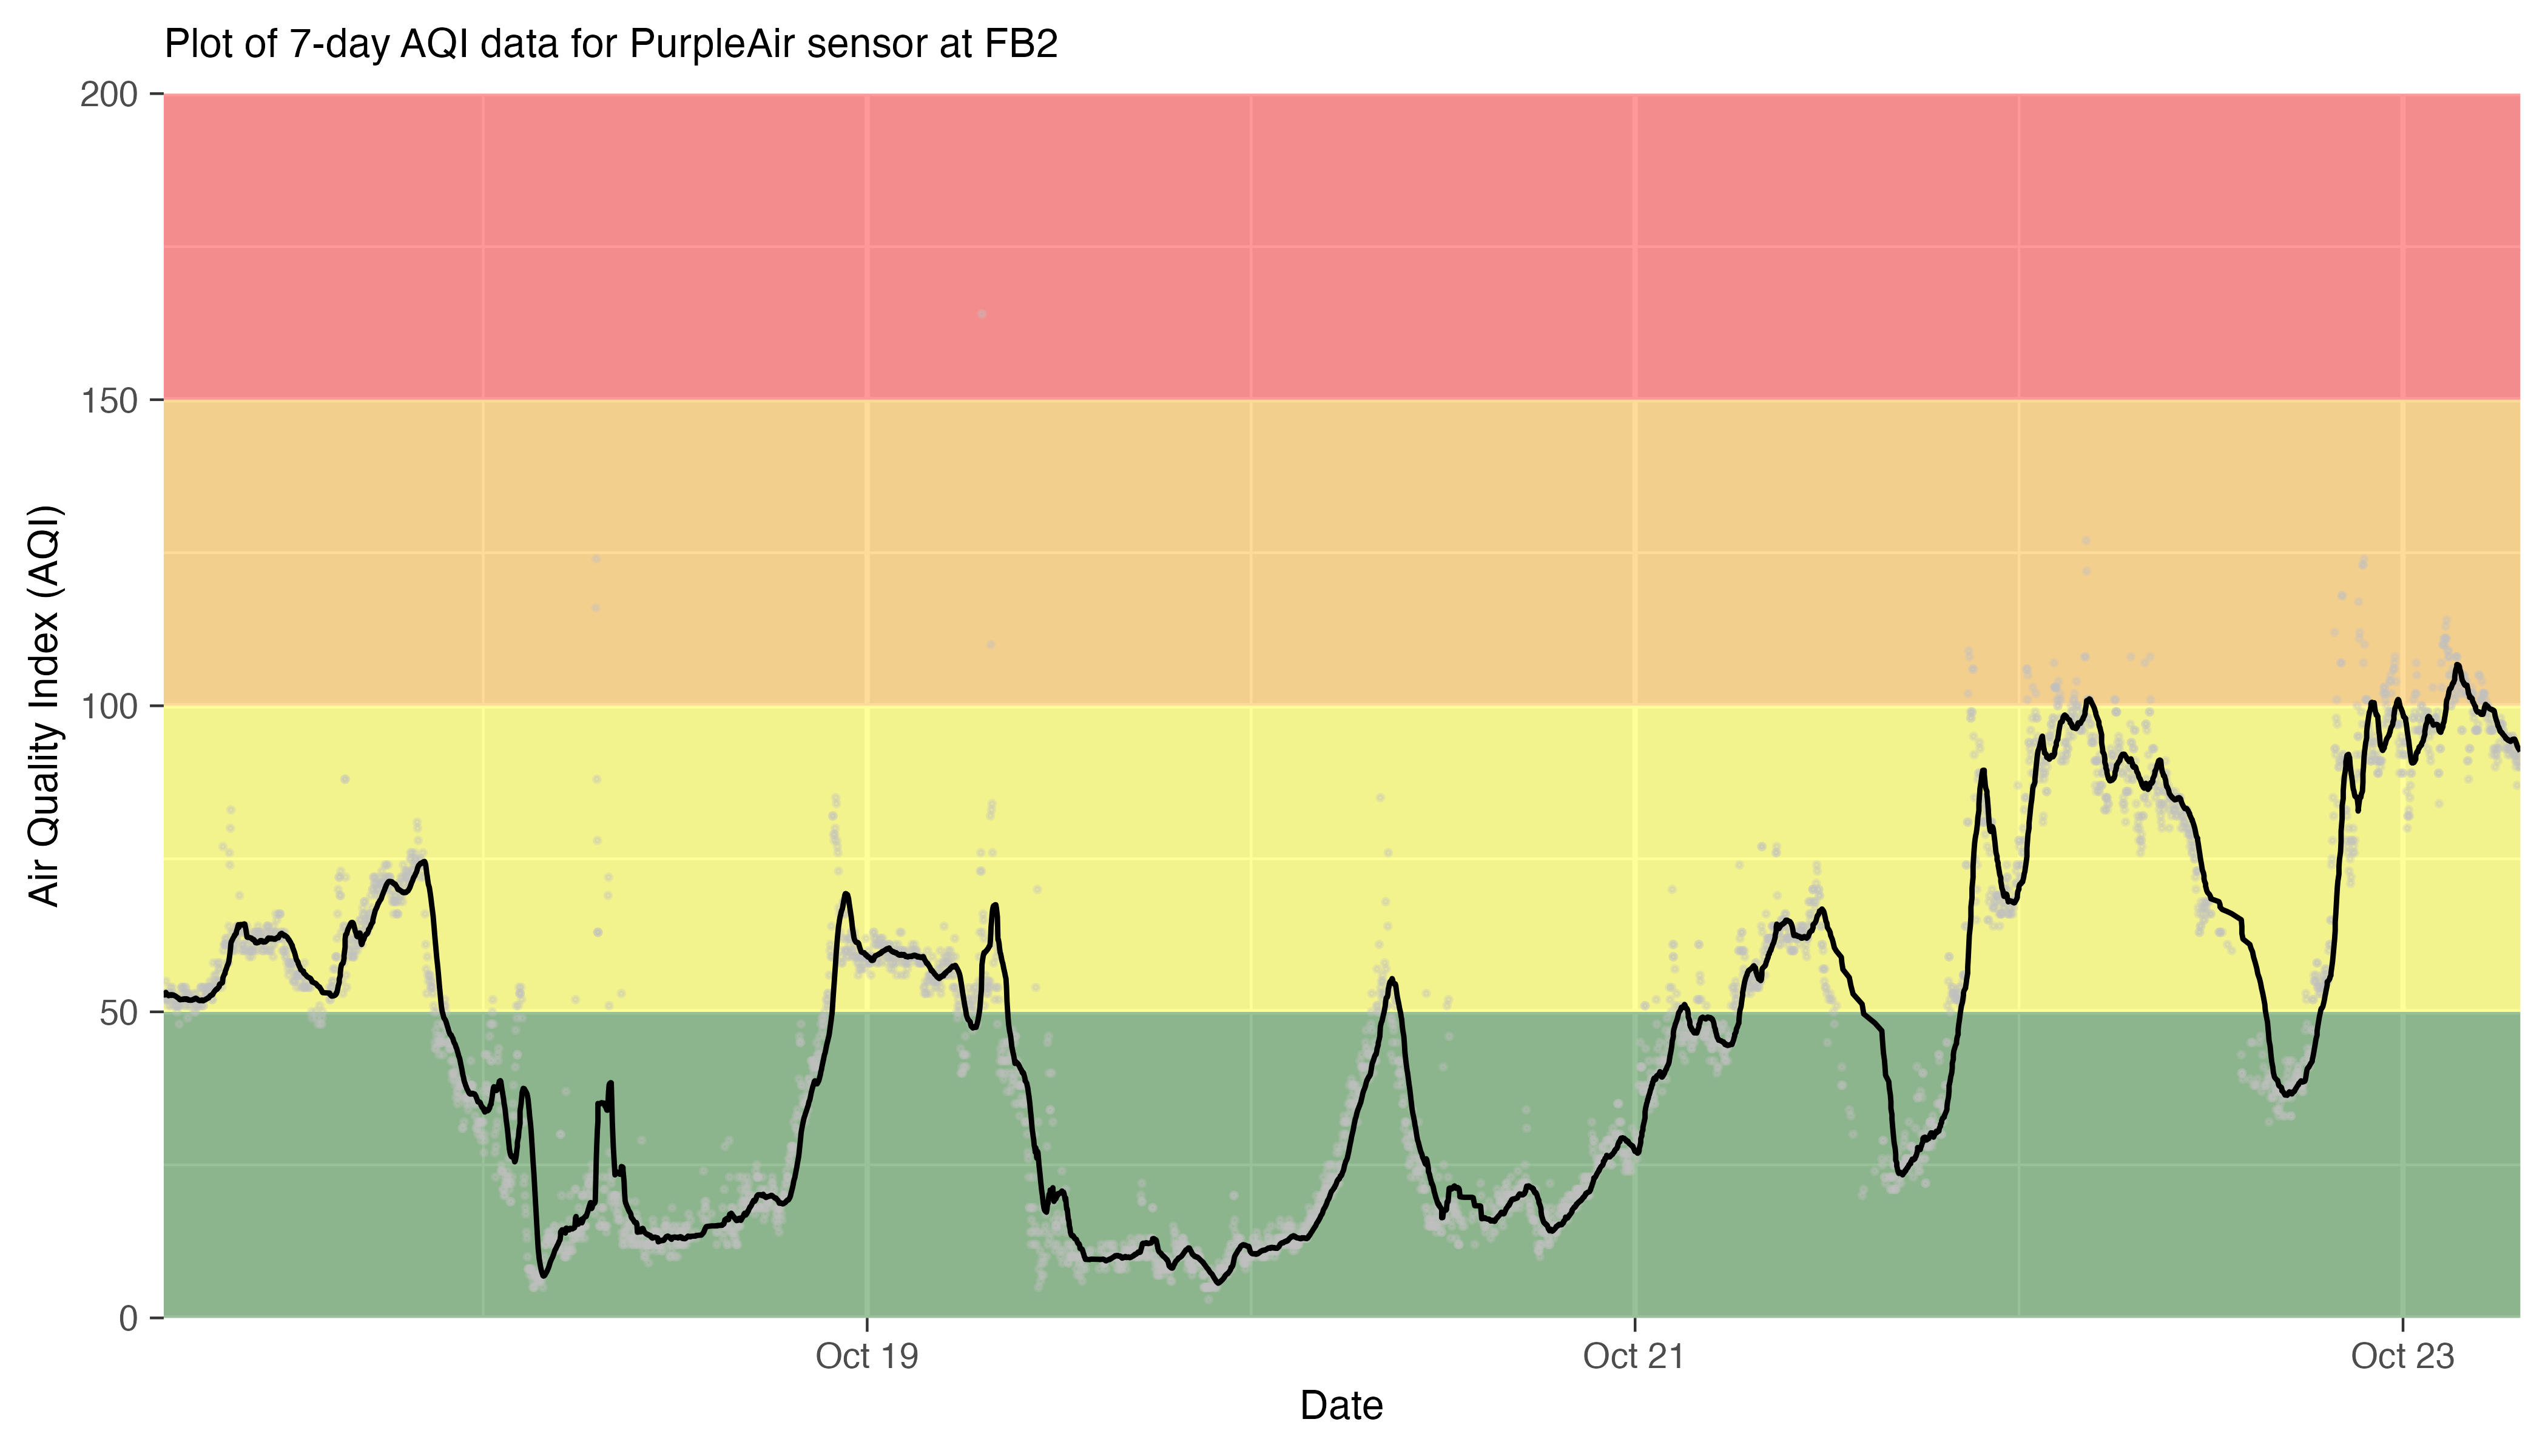 Plot of 7-day AQI data for PurpleAir sensor at FB2
200
150
100
50
0
Air Quality Index (AQI)
Oct 19 Oct 21 Oct 23
Date